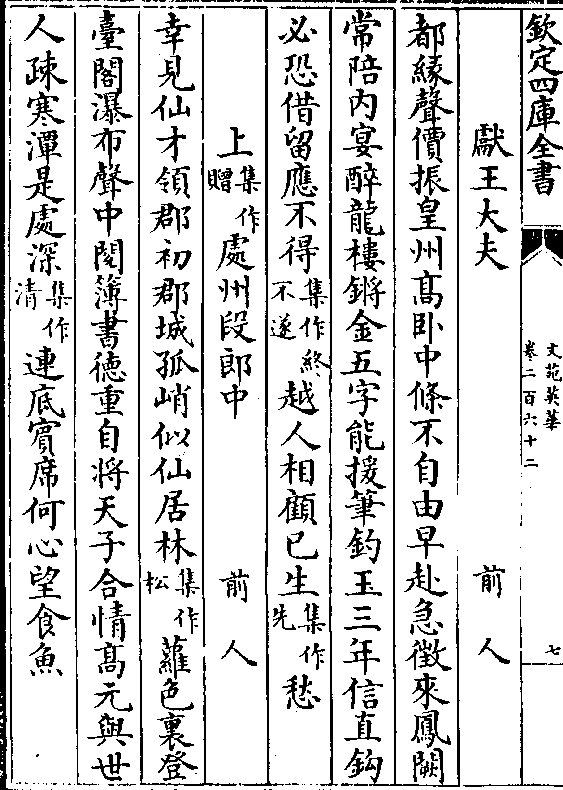 欽定四庫全書
文苑英華
卷二百六十二
七
獻王大夫 前人
都緣聲價振皇州髙卧中條不自由早赴急徵來鳳闕
常陪内宴醉龍樓鏘金五字能援筆釣玉三年信直鈎
必恐借留應不得集作終不遂越人相顧已生集作先愁
上集作贈處州段郎中 前人
幸見仙才領郡初郡城孤峭似仙居林集作松蘿色裏登
臺閣瀑布聲中閲簿書徳重自將天子合情髙元與世
人疎寒潭是處深集作清連底賓席何心望食魚